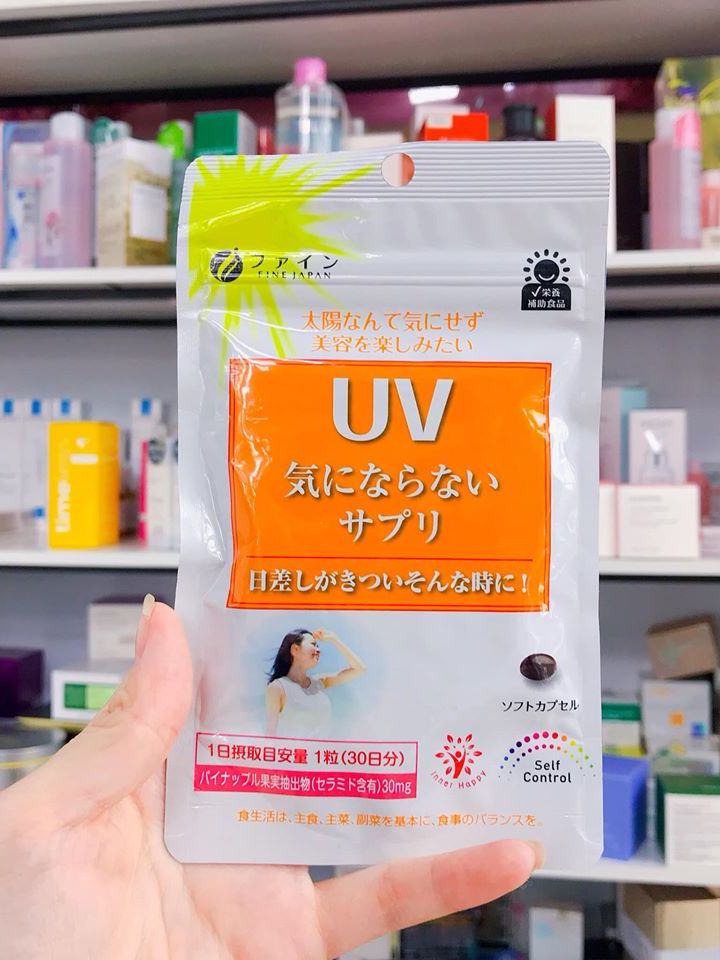 ファイン
FINE JAPAN
✓栄養
補助食品
太陽なんて気にせず
美容を楽しみたい
UV
気にならない
サプリ
日差しがきついそんな時に!
ソフトカプセル
1日摂取目安量 1粒(30日分)
パイナップル果実抽出物(セラミド含有)30mg
Inner Happy
Self
Control
食生活は、主食、主菜、副菜を基本に、食事のバランスを。